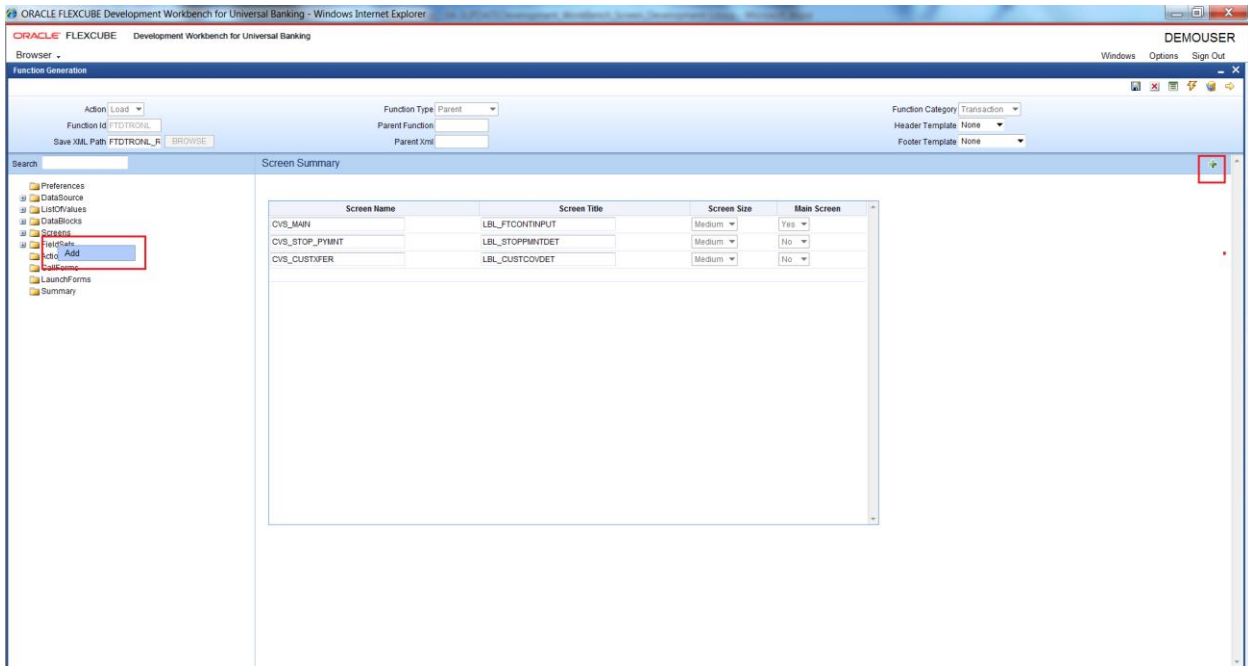 ORACLE FLEXCUBE Development Workbench for Universal Banking - Windows Internet Explorer
ORACLE FLEXCUBE Development Workbench for Universal Banking DEMOUSER
Browser Windows Options Sign Out
Function Generation
Action Load Function Type Parent Function Category Transaction
Function Id FTDTRONL Parent Function Header Template None
Save XML Path FTDTRONL_R BROWSE Parent Xml Footer Template None
Search Screen Summary
Preferences
DataSource
ListOfValues
DataBlocks
Screens
FieldSets
Add
Actio
CallForms
LaunchForms
Summary
Screen Name Screen Title Screen Size Main Screen
CVS_MAIN LBL_FTCONTINPUT Medium Yes
CVS_STOP_PYMNT LBL_STOPPMNTDET Medium No
CVS_CUSTXFER LBL_CUSTCOVDET Medium No